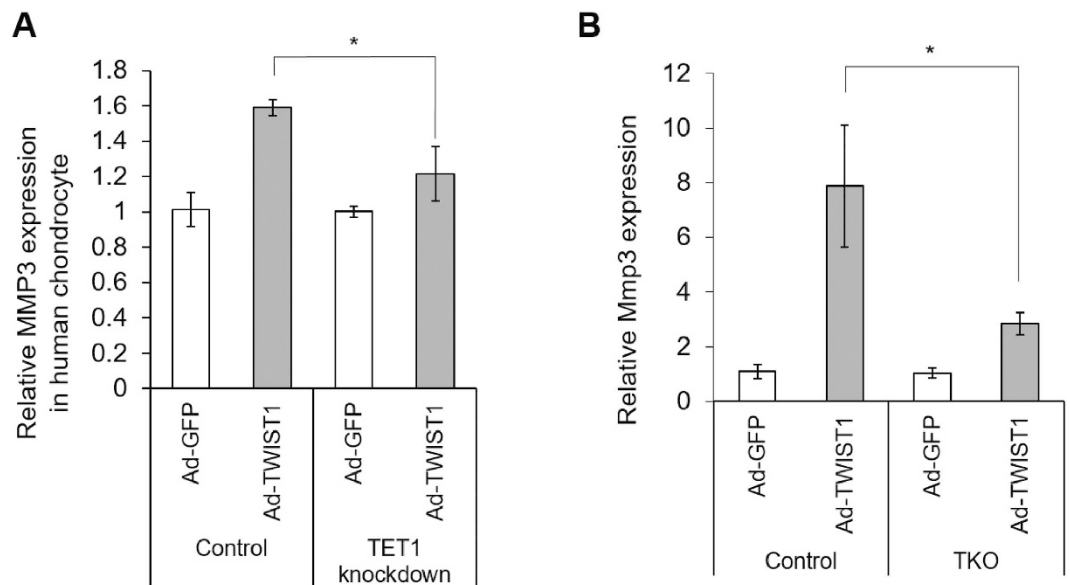 A
Relative MMP3 expression
in human chondrocyte
1.8
1.6
1.4
1.2
1
0.8
0.6
0.4
0.2
0
*
Ad-GFP
Ad-TWIST1
Ad-GFP
Ad-TWIST1
Control
TET1
knockdown
B
Relative Mmp3 expression
12
10
8
6
4
2
0
*
Ad-GFP
Ad-TWIST1
Ad-GFP
Ad-TWIST1
Control
TKO